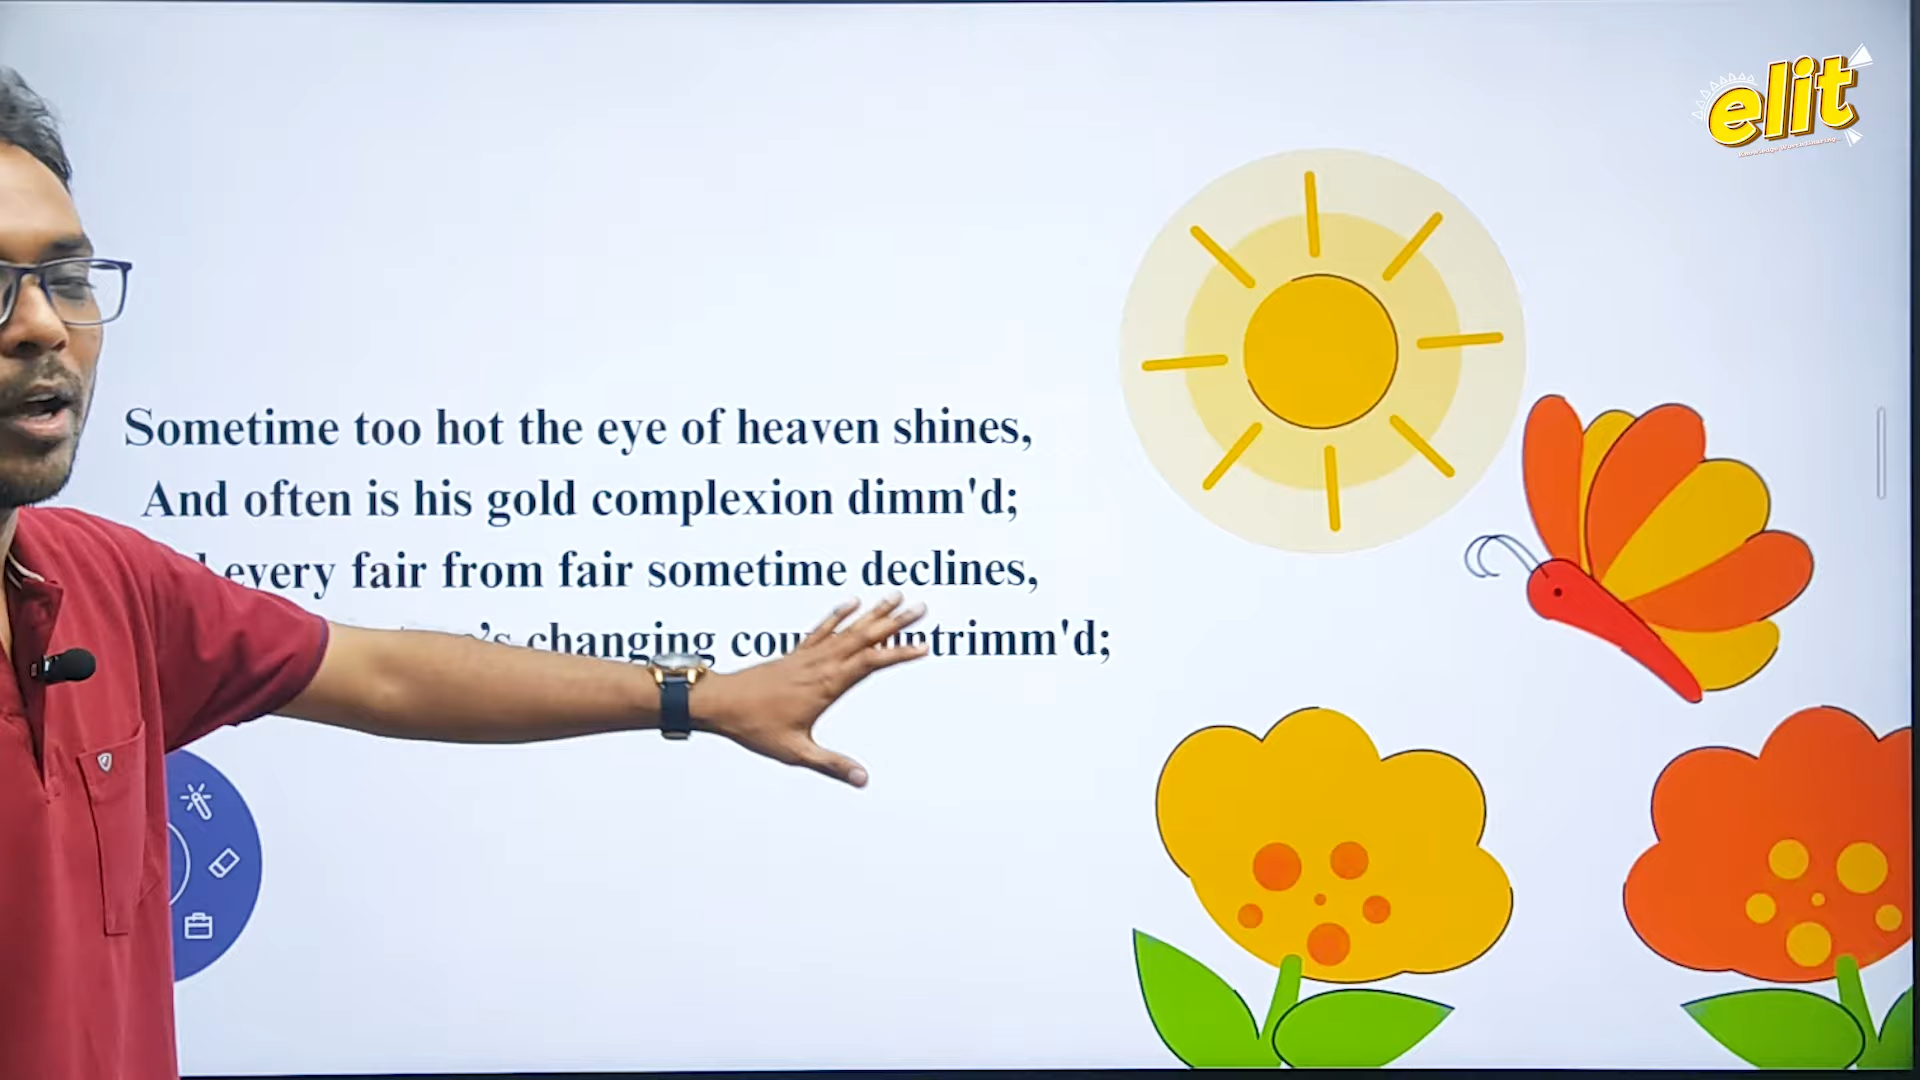 elit
Sometime too hot the eye of heaven shines,
And often is his gold complexion dimm'd;
every fair from fair sometime declines,
changing untrimm'd;